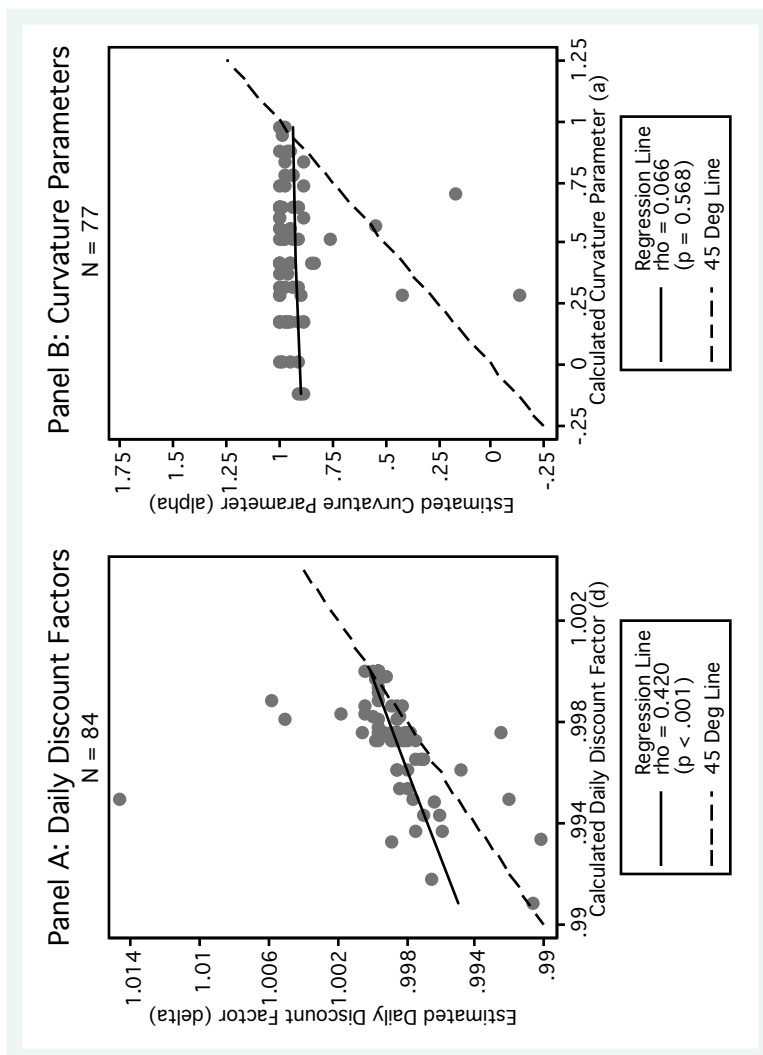 Panel A: Daily Discount Factors
N = 84
Estimated Daily Discount Factor (delta)
1.014
1.01
1.006
1.002
.998
.994
.99
.99
.994
.998
1.002
Calculated Daily Discount Factor (d)
Regression Line
rho = 0.420
(p < .001)
45 Deg Line
Panel B: Curvature Parameters
N = 77
Estimated Curvature Parameter (alpha)
1.75
1.5
1.25
1
.75
.5
.25
0
-.25
-.25
0
.25
.5
.75
1
1.25
Calculated Curvature Parameter (a)
Regression Line
rho = 0.066
(p = 0.568)
45 Deg Line